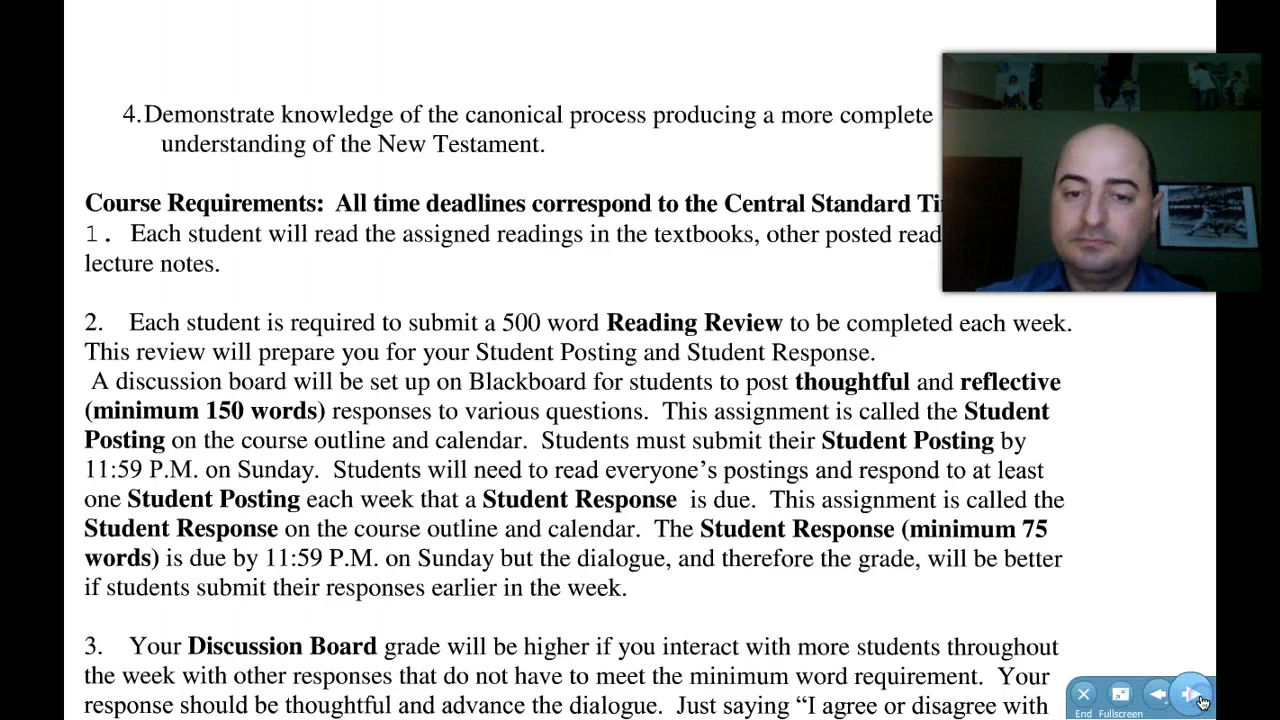 4. Demonstrate knowledge of the canonical process producing a more complete
understanding of the New Testament.
Course Requirements: All time deadlines correspond to the Central Standard
1. Each student will read the assigned readings in the textbooks, other posted
lecture notes.
2. Each student is required to submit a 500 word Reading Review to be completed each week.
This review will prepare you for your Student Posting and Student Response.
A discussion board will be set up on Blackboard for students to post thoughtful and reflective
(minimum 150 words) responses to various questions. This assignment is called the Student
Posting on the course outline and calendar. Students must submit their Student Posting by
11:59 P.M. on Sunday. Students will need to read everyone's postings and respond to at least
one Student Posting each week that a Student Response is due. This assignment is called the
Student Response on the course outline and calendar. The Student Response (minimum 75
words) is due by 11:59 P.M. on Sunday but the dialogue, and therefore the grade, will be better
if students submit their responses earlier in the week.
3. Your Discussion Board grade will be higher if you interact with more students throughout
the week with other responses that do not have to meet the minimum word requirement. Your
response should be thoughtful and advance the dialogue. Just saying “I agree or disagree with
End Fullscreen